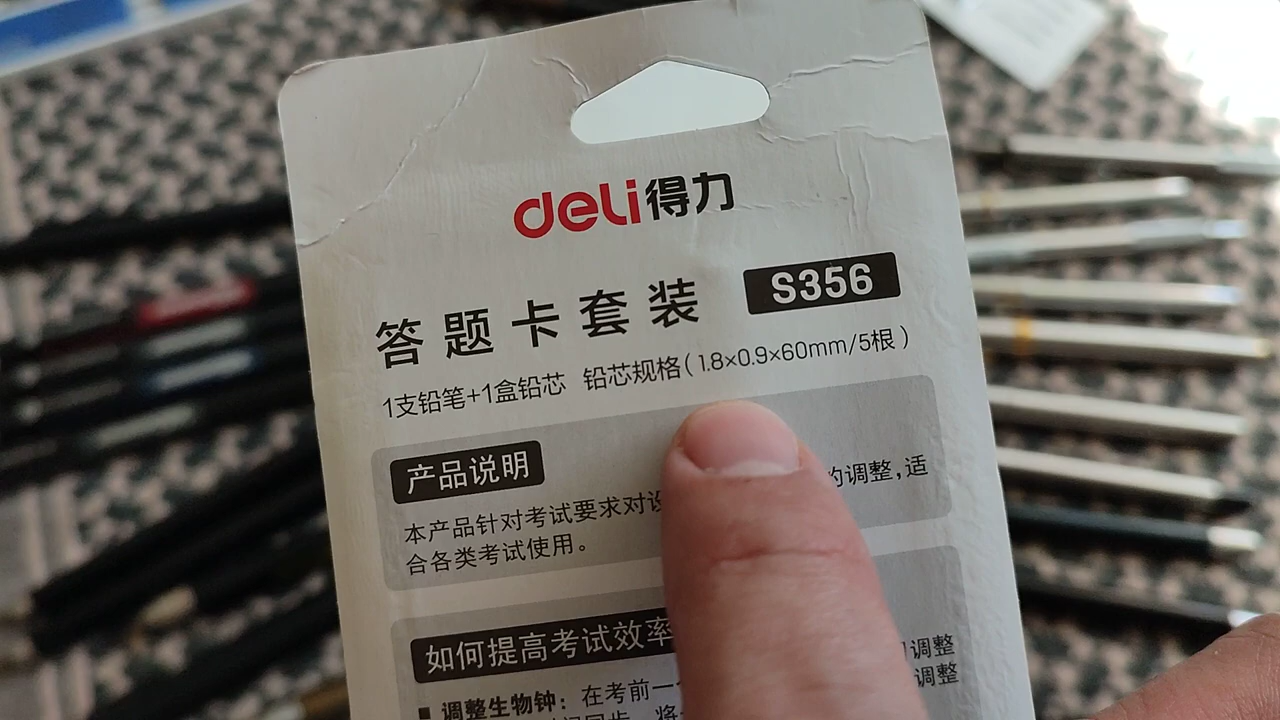 deli得力
答题卡套装 S356
1支铅笔+1盒铅芯 铅芯规格(1.8×0.9×60mm/5根)
产品说明
本产品针对考试要求对设 的调整,适
合各类考试使用。
如何提高考试效率
■ 调整生物钟: 在考前一 调整
调整